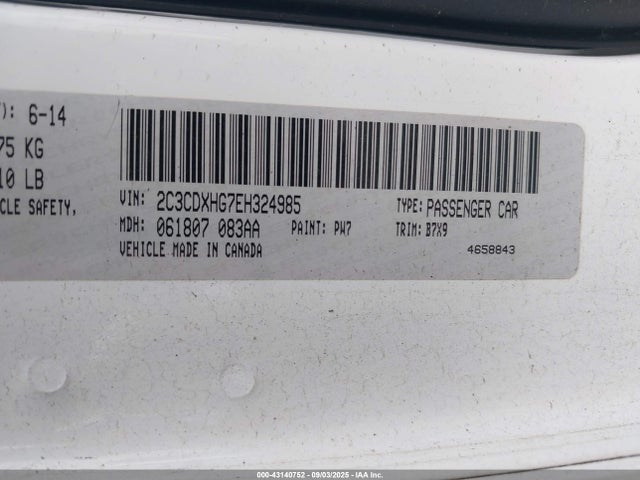 ): 6-14
75 KG
10 LB
CLE SAFETY,
VIN: 2C3CDXHG7EH324985
TYPE: PASSENGER CAR
MDH: 061807 083AA
PAINT: PW7
TRIM: B7X9
VEHICLE MADE IN CANADA
4658843
000-43140752 - 09/03/2025 - IAA Inc.